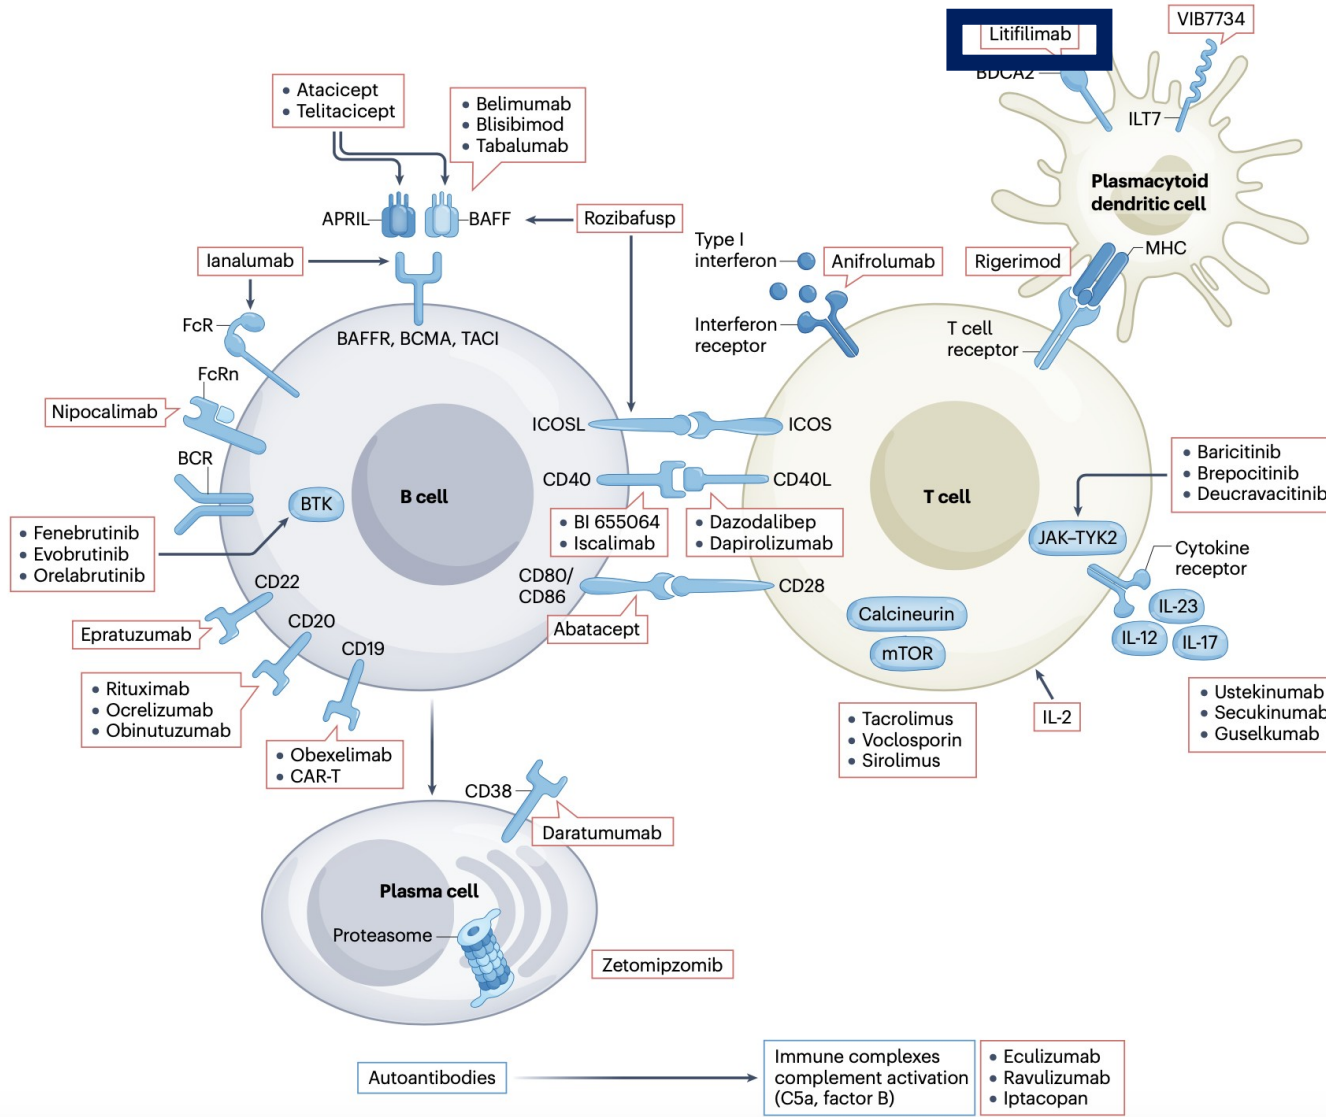 Litifilimab
VIB7734
BDCA2
ILT7
Plasmacytoid
dendritic cell
MHC
• Atacicept
• Telitacicept
• Belimumab
• Blisibimod
• Tabalumab
APRIL
BAFF
Rozibafusp
Ianalumab
Type I
interferon
Anifrolumab
Rigerimod
Interferon
receptor
T cell
receptor
FcR
BAFFR, BCMA, TACI
FcRn
Nipocalimab
ICOSL
ICOS
BCR
CD40
CD40L
• Baricitinib
• Brepocitinib
• Deucravacitinib
BTK
B cell
T cell
• BI 655064
• Iscalimab
• Dazodalibep
• Dapirolizumab
JAK–TYK2
• Fenebrutinib
• Evobrutinib
• Orelabrutinib
Cytokine
receptor
CD80/
CD86
CD28
CD22
Calcineurin
IL-23
Epratuzumab
CD20
Abatacept
IL-12
IL-17
CD19
mTOR
• Rituximab
• Ocrelizumab
• Obinutuzumab
• Tacrolimus
• Voclosporin
• Sirolimus
IL-2
• Ustekinumab
• Secukinumab
• Guselkumab
• Obexelimab
• CAR-T
CD38
Daratumumab
Plasma cell
Proteasome
Zetomipzomib
Autoantibodies
Immune complexes
complement activation
(C5a, factor B)
• Eculizumab
• Ravulizumab
• Iptacopan